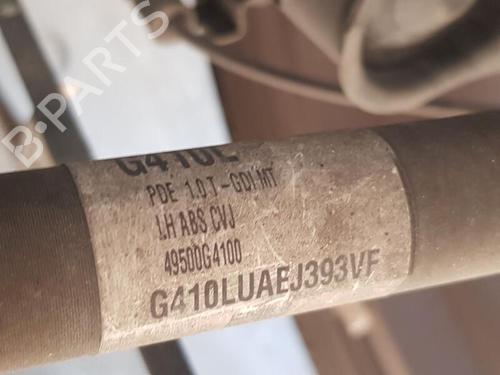 B-PARTS
G410L
PDE 1.0 T-GDI MT
LH ABS CVJ
49500G4100
G410LUAEJ393VF